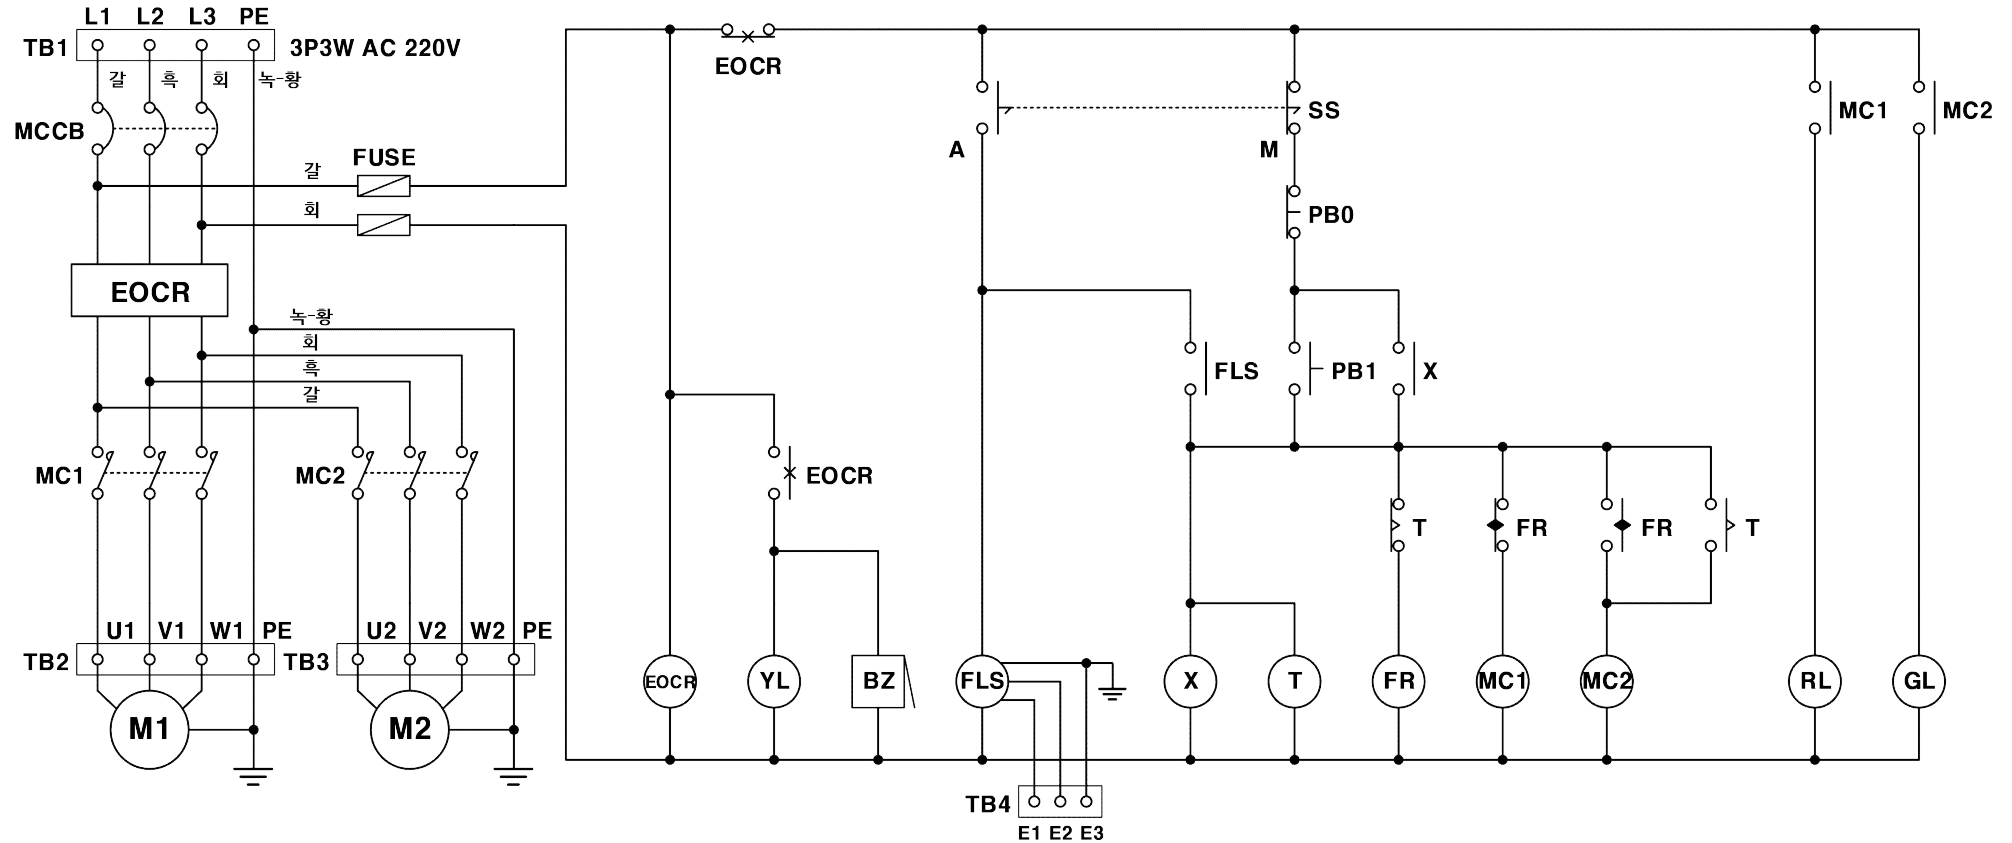 L1 L2 L3 PE
TB1
3P3W AC 220V
갈 흑 회 녹-황
MCCB
FUSE
갈
회
EOCR
녹-황
회
흑
갈
MC1
MC2
U1 V1 W1 PE
U2 V2 W2 PE
TB2
TB3
M1
M2
EOCR
SS
A
M
MC1
MC2
PB0
FLS
PB1
X
EOCR
T
FR
FR
T
EOCR
YL
BZ
FLS
X
T
FR
MC1
MC2
RL
GL
TB4
E1 E2 E3